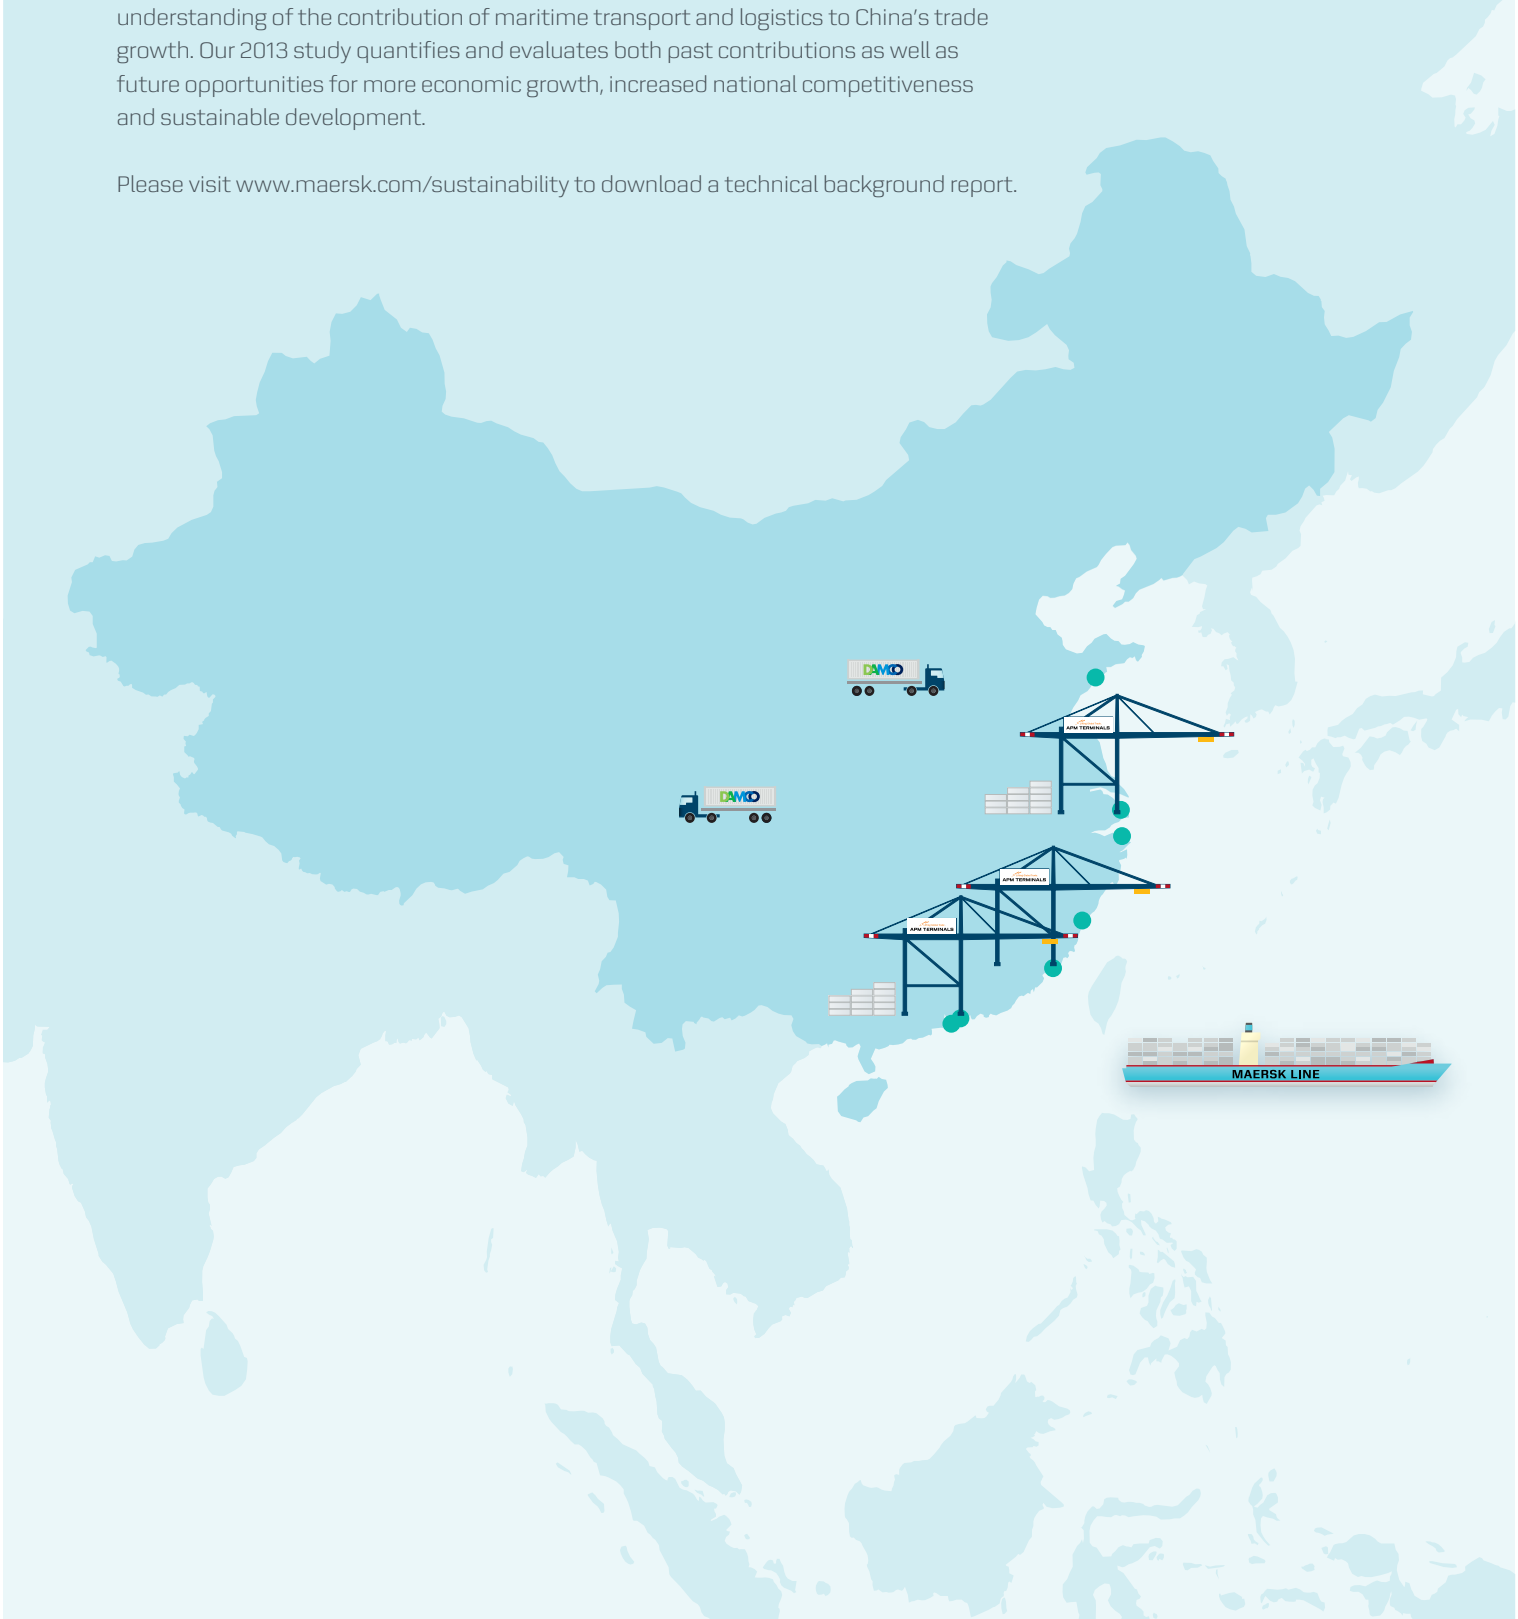 understanding of the contribution of maritime transport and logistics to China's trade
growth. Our 2013 study quantifies and evaluates both past contributions as well as
future opportunities for more economic growth, increased national competitiveness
and sustainable development.
Please visit www.maersk.com/sustainability to download a technical background report.
DAMCO
APM TERMINALS
DAMCO
APM TERMINALS
APM TERMINALS
MAERSK LINE